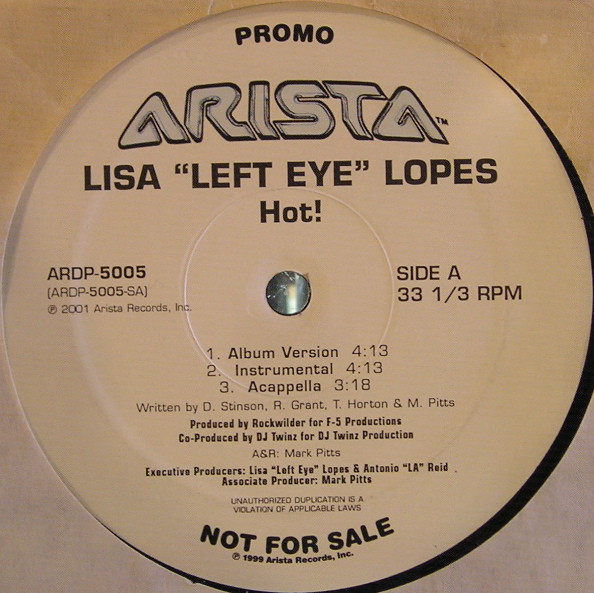 PROMO
ARISTA™
LISA “LEFT EYE” LOPES
Hot!
ARDP-5005
(ARDP-5005-SA)
℗ 2001 Arista Records, Inc.
SIDE A
33 1/3 RPM
1. Album Version 4:13
2. Instrumental 4:13
3. Acappella 3:18
Written by D. Stinson, R. Grant, T. Horton & M. Pitts
Produced by Rockwilder for F-5 Productions
Co-Produced by DJ Twinz for DJ Twinz Production
A&R: Mark Pitts
Executive Producers: Lisa "Left Eye" Lopes & Antonio "LA" Reid
Associate Producer: Mark Pitts
UNAUTHORIZED DUPLICATION IS A
VIOLATION OF APPLICABLE LAWS
NOT FOR SALE
℗ 1999 Arista Records, Inc.